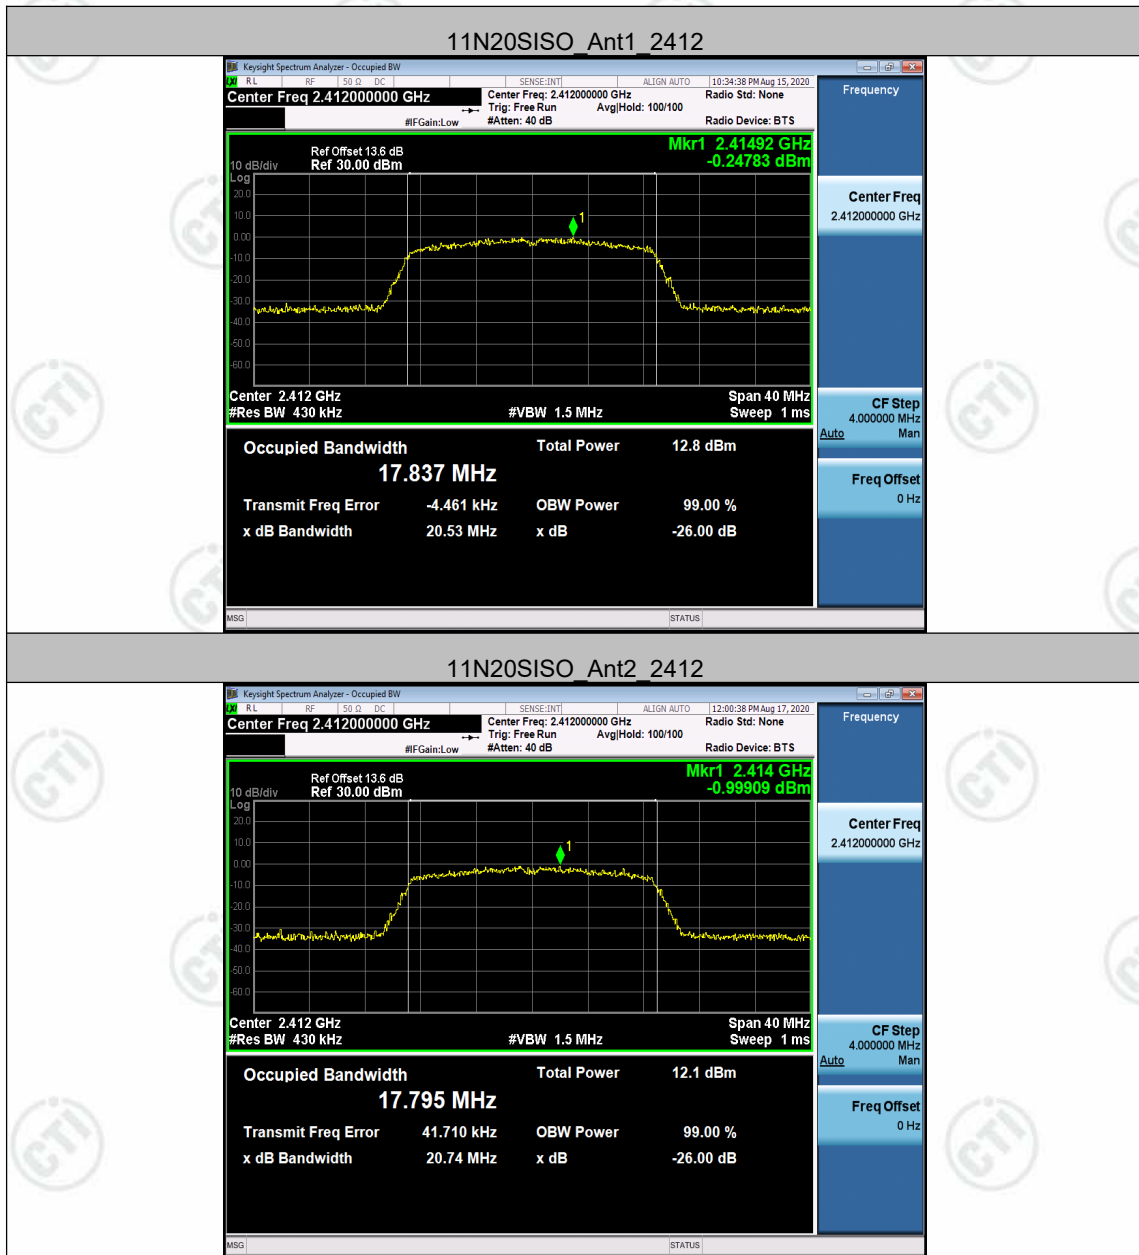 11N20SISO_Ant1_2412
Keysight Spectrum Analyzer - Occupied BW
LXI RL RF 50 Ω DC SENSE:INT ALIGN AUTO 10:34:38 PM Aug 15, 2020
Center Freq 2.412000000 GHz
Center Freq: 2.412000000 GHz Radio Std: None
Trig: Free Run Avg|Hold: 100/100
#IFGain:Low #Atten: 40 dB Radio Device: BTS
Frequency
Ref Offset 13.6 dB Mkr1 2.41492 GHz
10 dB/div Ref 30.00 dBm -0.24783 dBm
Log
20.0
10.0
0.00
-10.0
-20.0
-30.0
-40.0
-50.0
-60.0
1
Center 2.412 GHz Span 40 MHz
#Res BW 430 kHz #VBW 1.5 MHz Sweep 1 ms
Center Freq
2.412000000 GHz
CF Step
4.000000 MHz
Auto Man
Freq Offset
0 Hz
Occupied Bandwidth Total Power 12.8 dBm
17.837 MHz
Transmit Freq Error -4.461 kHz OBW Power 99.00 %
x dB Bandwidth 20.53 MHz x dB -26.00 dB
MSG STATUS
11N20SISO_Ant2_2412
Keysight Spectrum Analyzer - Occupied BW
LXI RL RF 50 Ω DC SENSE:INT ALIGN AUTO 12:00:38 PM Aug 17, 2020
Center Freq 2.412000000 GHz
Center Freq: 2.412000000 GHz Radio Std: None
Trig: Free Run Avg|Hold: 100/100
#IFGain:Low #Atten: 40 dB Radio Device: BTS
Frequency
Ref Offset 13.6 dB Mkr1 2.414 GHz
10 dB/div Ref 30.00 dBm -0.99909 dBm
Log
20.0
10.0
0.00
-10.0
-20.0
-30.0
-40.0
-50.0
-60.0
1
Center 2.412 GHz Span 40 MHz
#Res BW 430 kHz #VBW 1.5 MHz Sweep 1 ms
Center Freq
2.412000000 GHz
CF Step
4.000000 MHz
Auto Man
Freq Offset
0 Hz
Occupied Bandwidth Total Power 12.1 dBm
17.795 MHz
Transmit Freq Error 41.710 kHz OBW Power 99.00 %
x dB Bandwidth 20.74 MHz x dB -26.00 dB
MSG STATUS
CTI
CTI
CTI
CTI
CTI
CTI
CTI
CTI